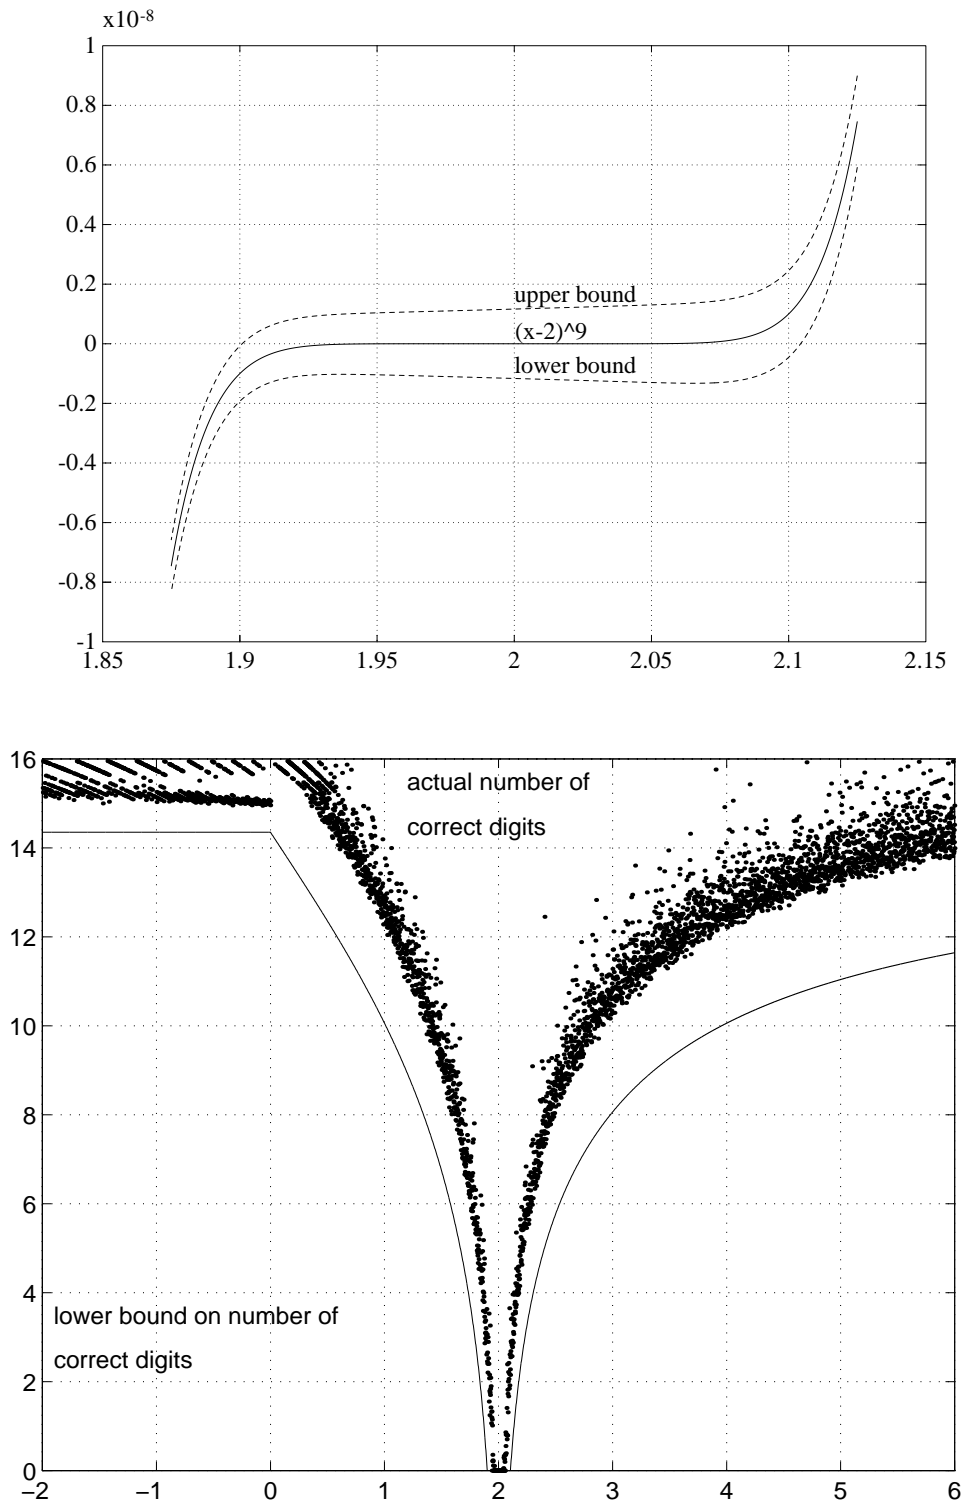 x10-8
1
0.8
0.6
0.4
0.2
0
-0.2
-0.4
-0.6
-0.8
-1
upper bound
(x-2)^9
lower bound
1.85 1.9 1.95 2 2.05 2.1 2.15
16
14
12
10
8
6
4
2
0
actual number of
correct digits
lower bound on number of
correct digits
−2 −1 0 1 2 3 4 5 6